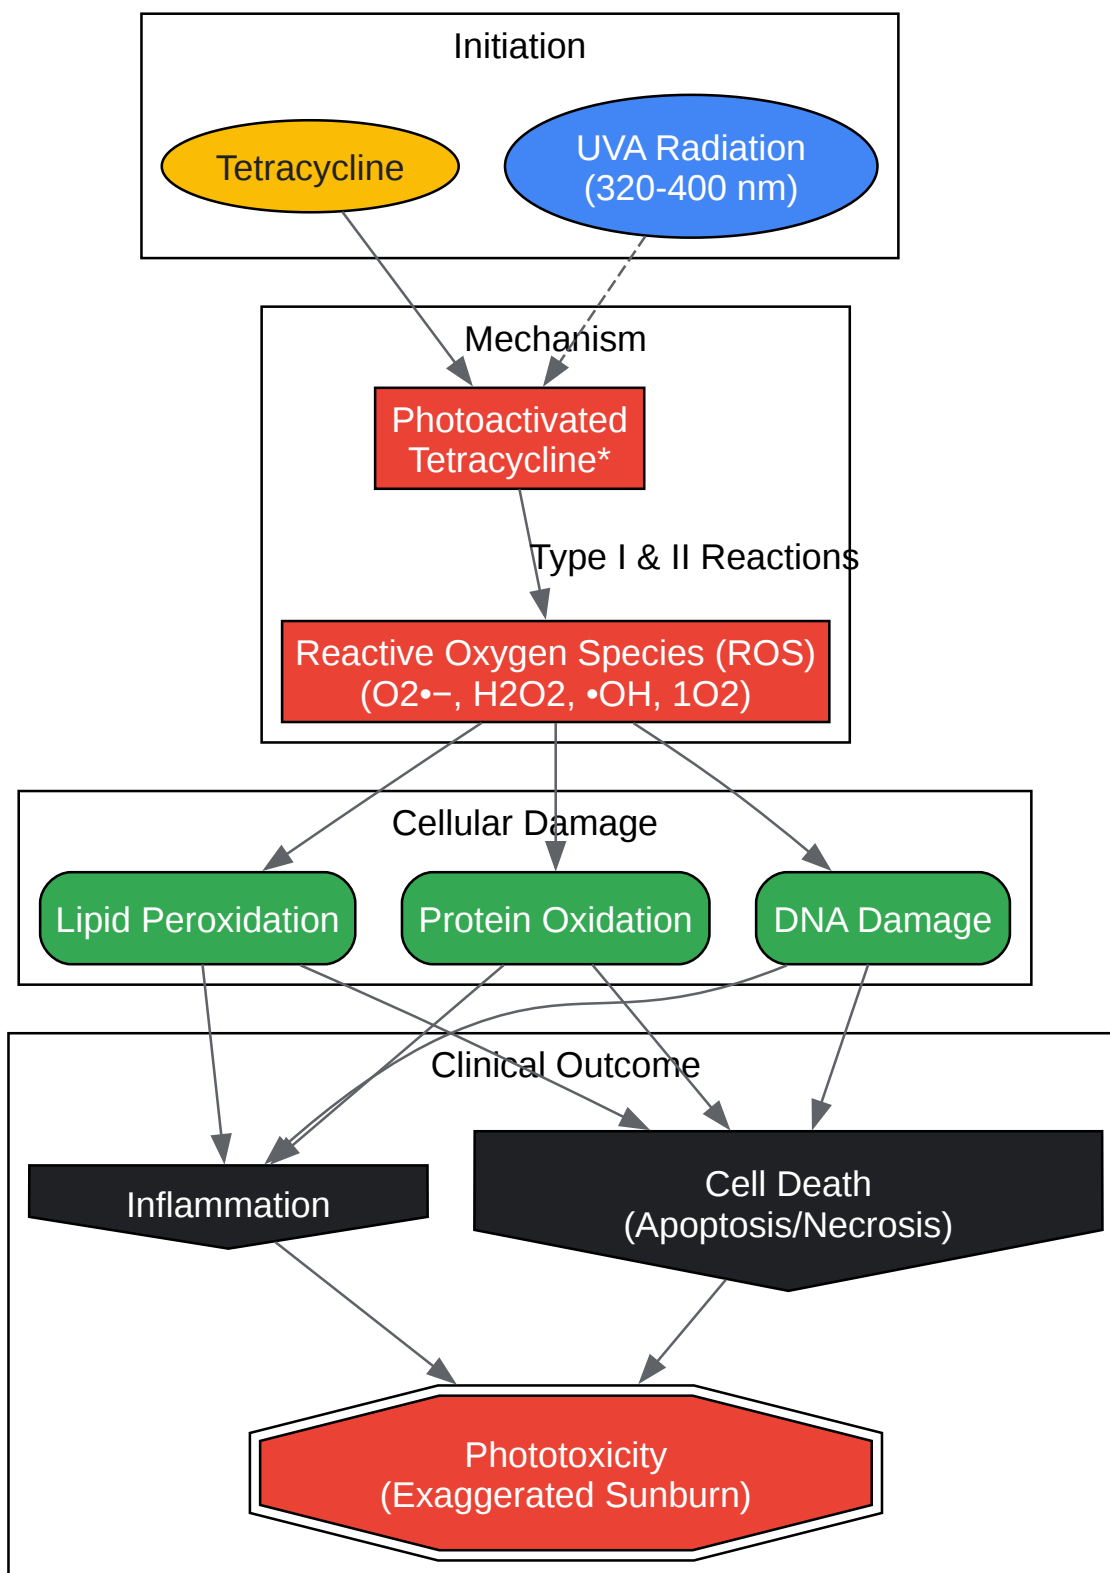 Initiation
Tetracycline
UVA Radiation
(320-400 nm)
Mechanism
Photoactivated
Tetracycline*
Type I & II Reactions
Reactive Oxygen Species (ROS)
(O2•−, H2O2, •OH, 1O2)
Cellular Damage
Lipid Peroxidation
Protein Oxidation
DNA Damage
Clinical Outcome
Inflammation
Cell Death
(Apoptosis/Necrosis)
Phototoxicity
(Exaggerated Sunburn)